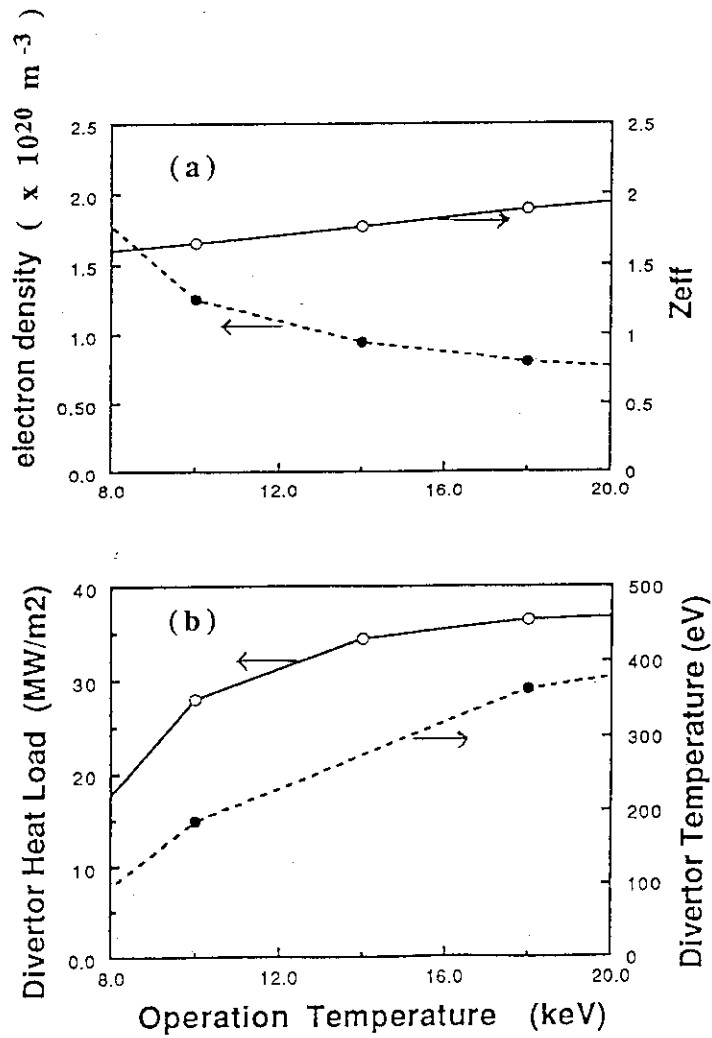 electron density ( x 10^20 m^-3 )
(a)
2.5
2.0
1.5
1.0
0.50
0.0
2.5
2
1.5
1
0.5
0
Zeff
8.0 12.0 16.0 20.0
Divertor Heat Load (MW/m2)
(b)
40
30
20
10
0.0
500
400
300
200
100
0
Divertor Temperature (eV)
8.0 12.0 16.0 20.0
Operation Temperature (keV)